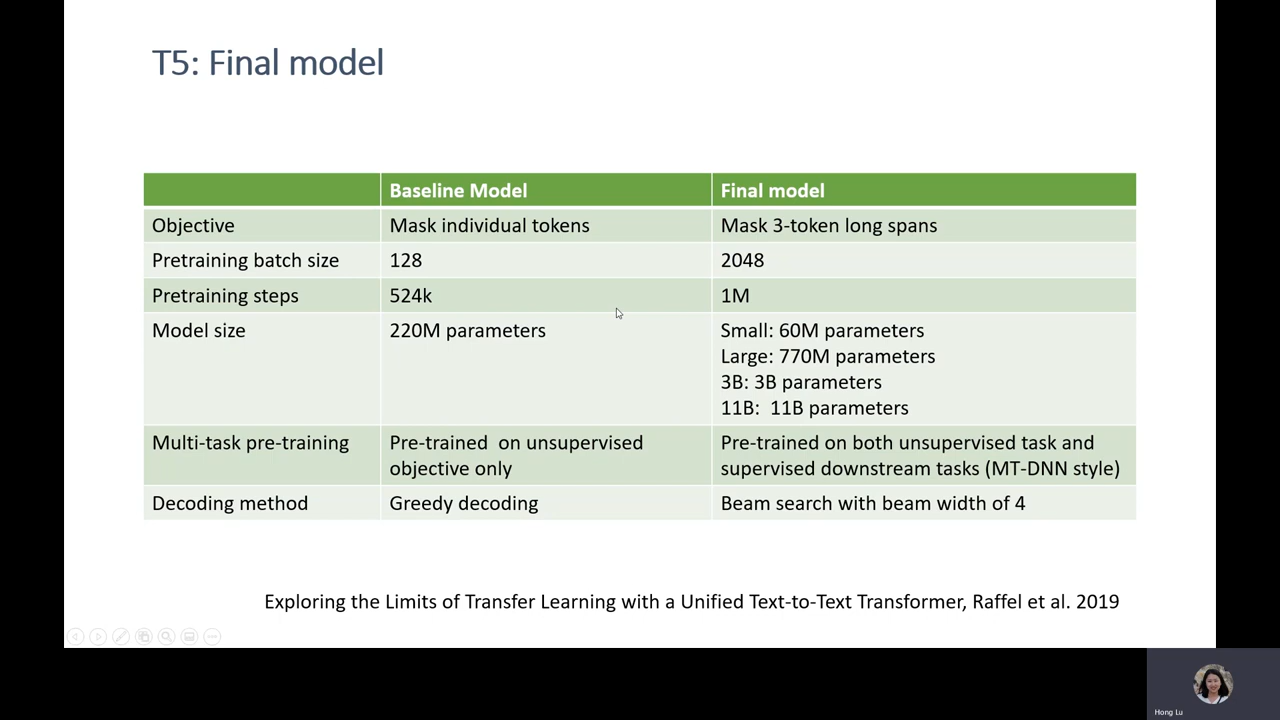 T5: Final model
Baseline Model Final model
Objective Mask individual tokens Mask 3-token long spans
Pretraining batch size 128 2048
Pretraining steps 524k 1M
Model size 220M parameters Small: 60M parameters
Large: 770M parameters
3B: 3B parameters
11B: 11B parameters
Multi-task pre-training Pre-trained on unsupervised Pre-trained on both unsupervised task and
objective only supervised downstream tasks (MT-DNN style)
Decoding method Greedy decoding Beam search with beam width of 4
Exploring the Limits of Transfer Learning with a Unified Text-to-Text Transformer, Raffel et al. 2019
Hong Lu